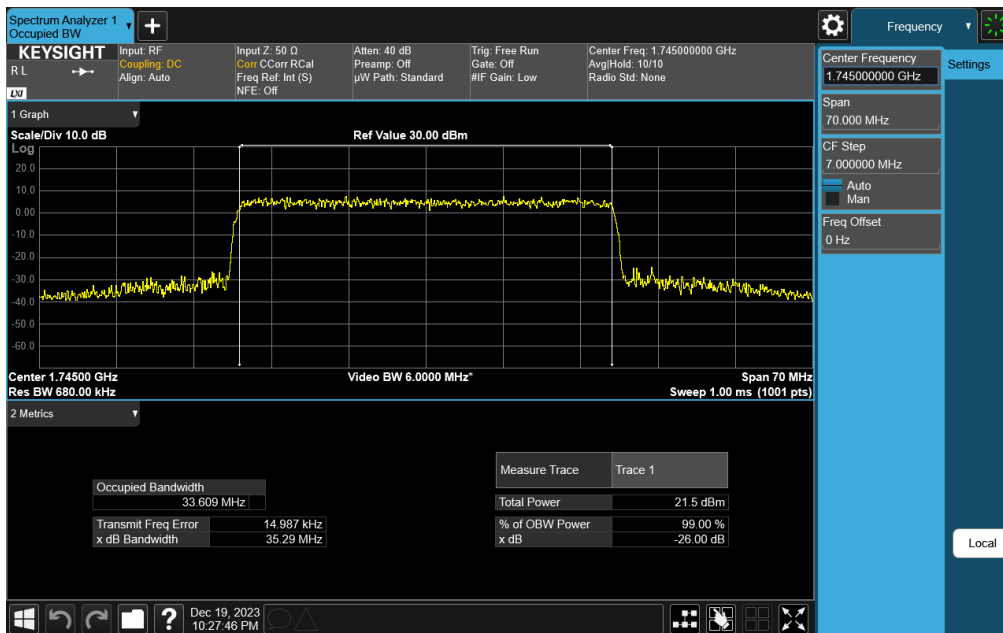 Spectrum Analyzer 1
Occupied BW
+
Frequency
KEYSIGHT
R L
LXI
Input: RF
Coupling: DC
Align: Auto
Input Z: 50 Ω
Corr CCorr RCal
Freq Ref: Int (S)
NFE: Off
Atten: 40 dB
Preamp: Off
µW Path: Standard
Trig: Free Run
Gate: Off
#IF Gain: Low
Center Freq: 1.745000000 GHz
Avg|Hold: 10/10
Radio Std: None
Center Frequency
1.745000000 GHz
Settings
Span
70.000 MHz
CF Step
7.000000 MHz
Auto
Man
Freq Offset
0 Hz
Local
1 Graph
Scale/Div 10.0 dB
Ref Value 30.00 dBm
Log
20.0
10.0
0.00
-10.0
-20.0
-30.0
-40.0
-50.0
-60.0
Center 1.74500 GHz
Video BW 6.0000 MHz*
Span 70 MHz
Res BW 680.00 kHz
Sweep 1.00 ms (1001 pts)
2 Metrics
Occupied Bandwidth
33.609 MHz
Transmit Freq Error 14.987 kHz
x dB Bandwidth 35.29 MHz
Measure Trace Trace 1
Total Power 21.5 dBm
% of OBW Power 99.00 %
x dB -26.00 dB
?
Dec 19, 2023
10:27:46 PM